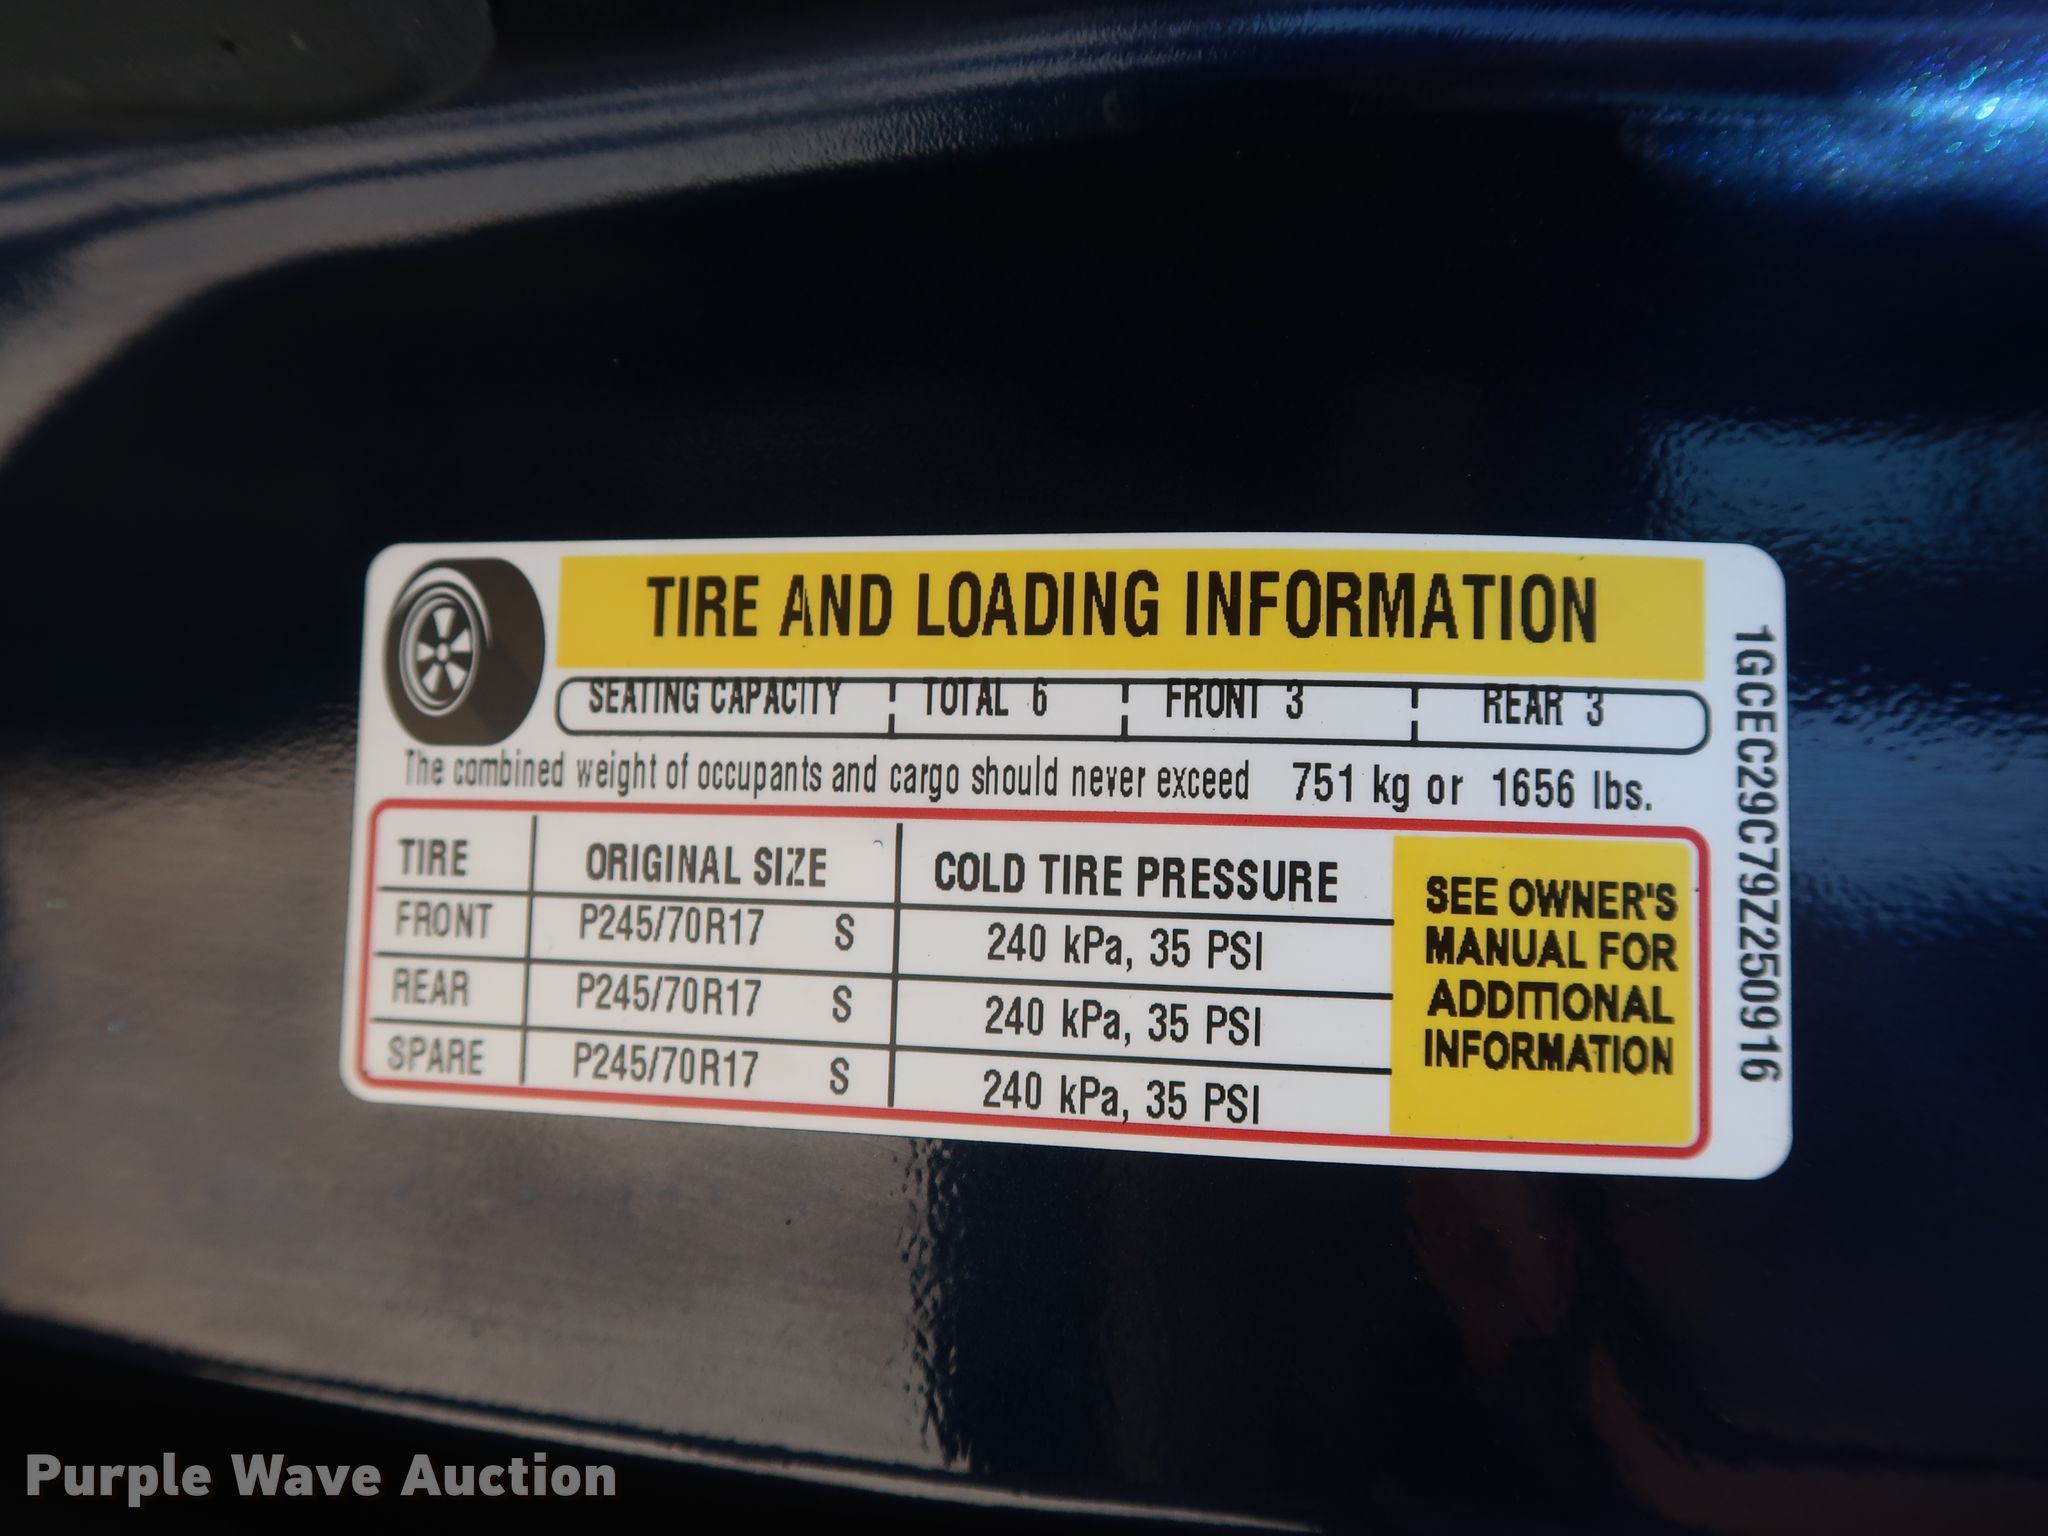 TIRE AND LOADING INFORMATION
SEATING CAPACITY TOTAL 6 FRONT 3 REAR 3
The combined weight of occupants and cargo should never exceed 751 kg or 1656 lbs.
TIRE ORIGINAL SIZE COLD TIRE PRESSURE
FRONT P245/70R17 S 240 kPa, 35 PSI
REAR P245/70R17 S 240 kPa, 35 PSI
SPARE P245/70R17 S 240 kPa, 35 PSI
SEE OWNER'S
MANUAL FOR
ADDITIONAL
INFORMATION
1GCEC29C79Z250916
Purple Wave Auction